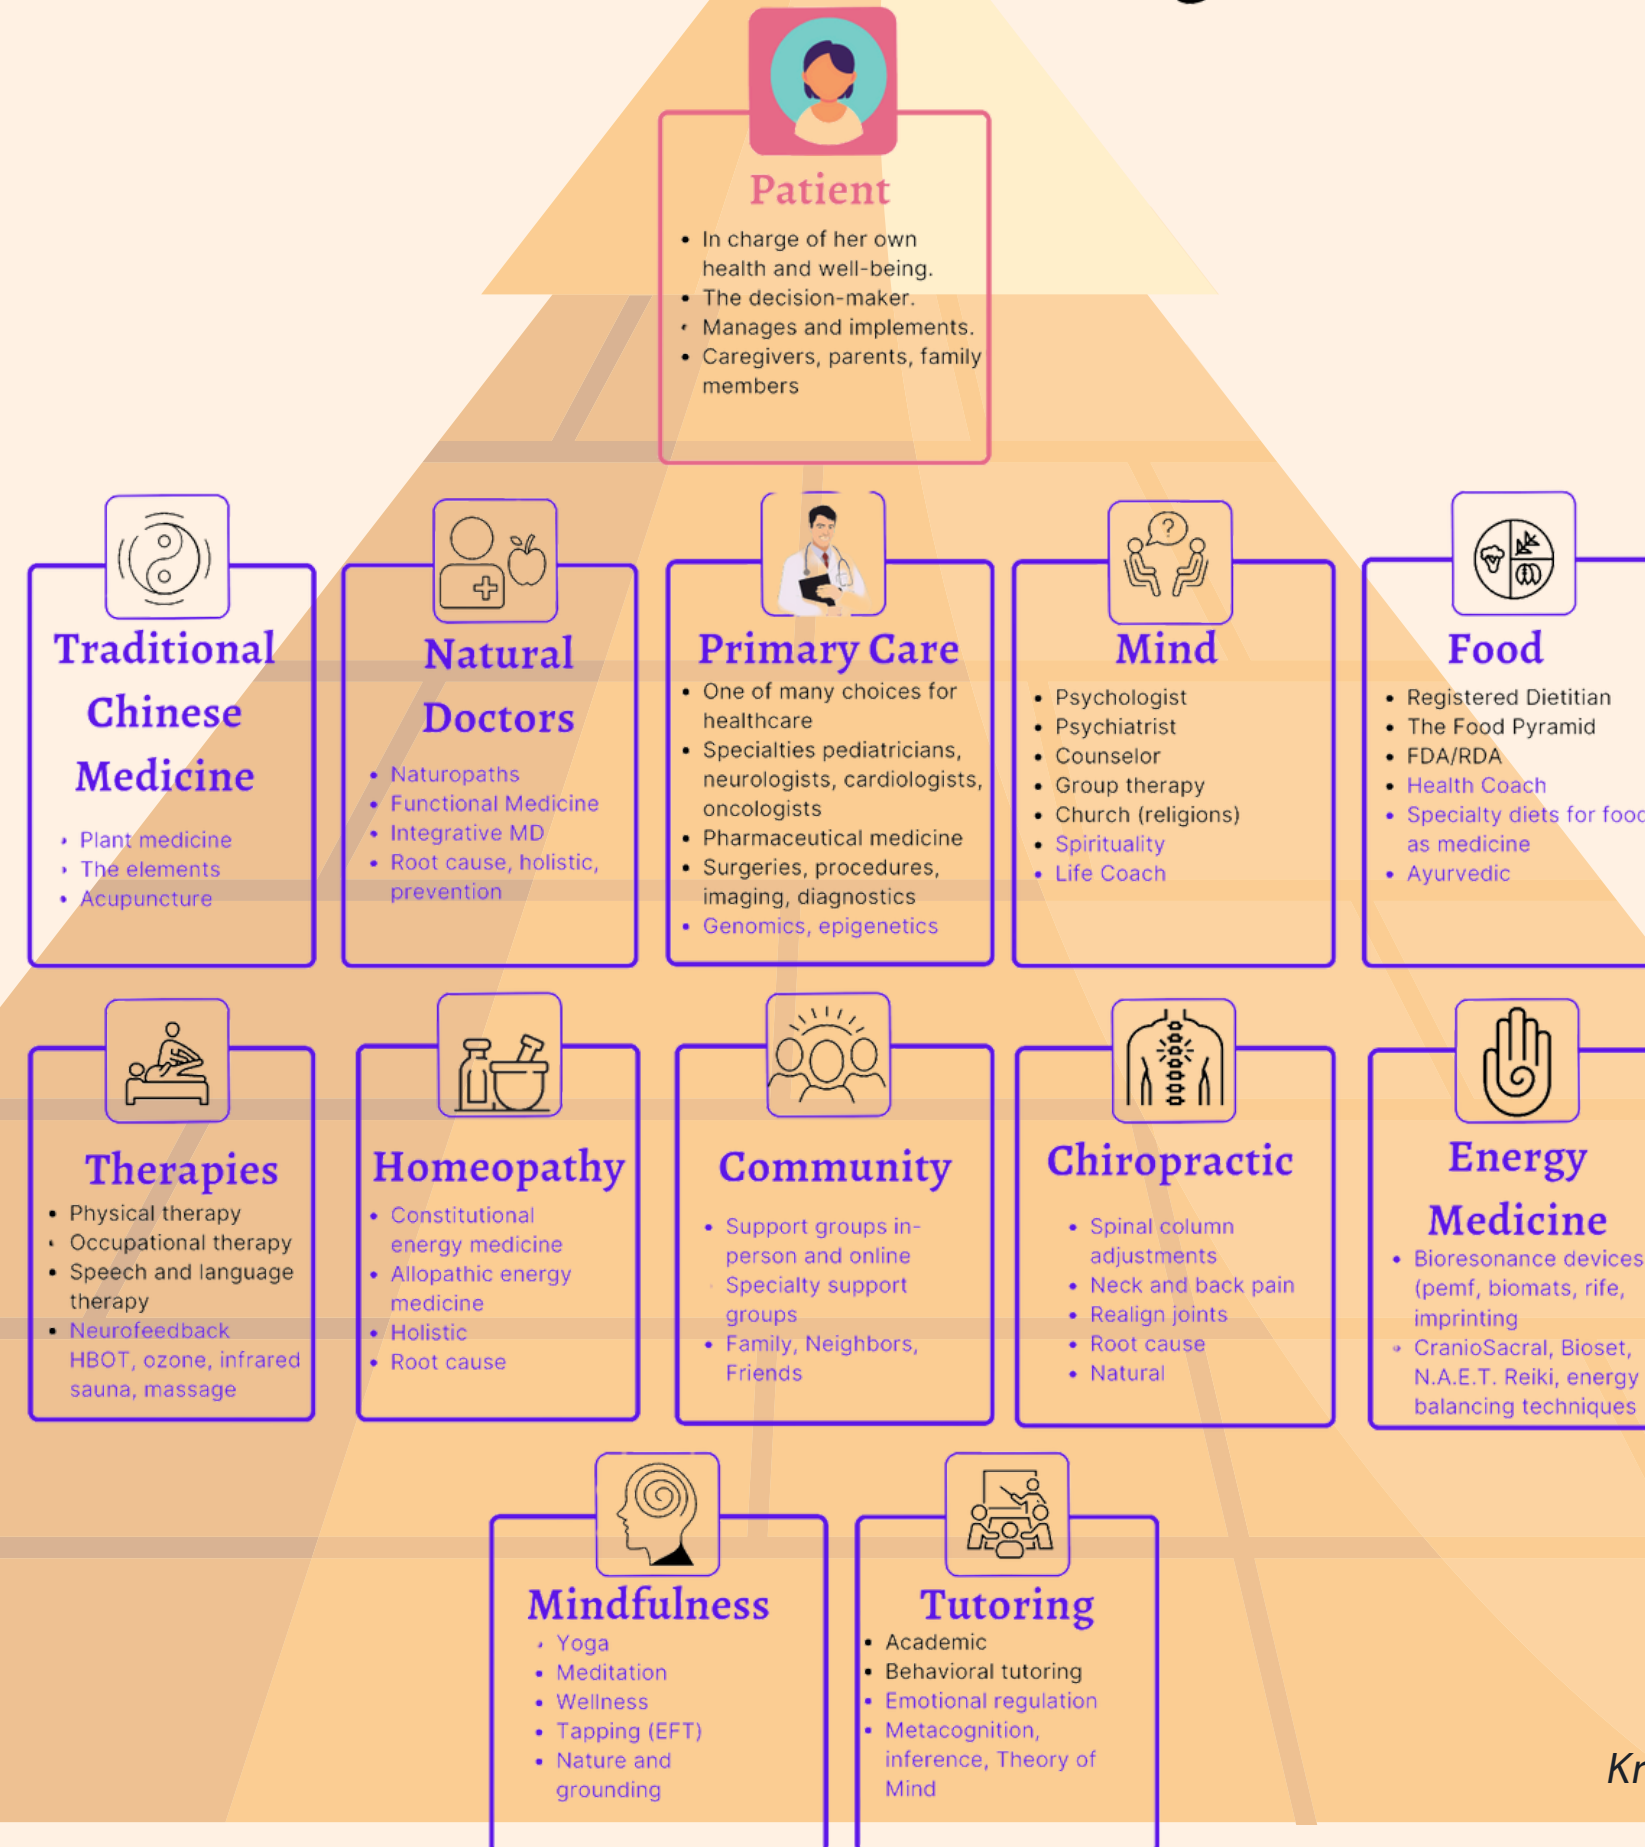 Patient
In charge of her own
health and well-being.
The decision-maker.
Manages and implements.
Caregivers, parents, family
members
Traditional
Chinese
Medicine
Plant medicine
The elements
Acupuncture
Natural
Doctors
Naturopaths
Functional Medicine
Integrative MD
Root cause, holistic,
prevention
Primary Care
One of many choices for
healthcare
Specialties pediatricians,
neurologists, cardiologists,
oncologists
Pharmaceutical medicine
Surgeries, procedures,
imaging, diagnostics
Genomics, epigenetics
?
Mind
Psychologist
Psychiatrist
Counselor
Group therapy
Church (religions)
Spirituality
Life Coach
Food
Registered Dietitian
The Food Pyramid
FDA/RDA
Health Coach
Specialty diets for food
as medicine
Ayurvedic
Therapies
Physical therapy
Occupational therapy
Speech and language
therapy
Neurofeedback
HBOT, ozone, infrared
sauna, massage
Homeopathy
Constitutional
energy medicine
Allopathic energy
medicine
Holistic
Root cause
Community
Support groups in-
person and online
Specialty support
groups
Family, Neighbors,
Friends
Chiropractic
Spinal column
adjustments
Neck and back pain
Realign joints
Root cause
Natural
Energy
Medicine
Bioresonance devices
(pemf, biomats, rife,
imprinting
CranioSacral, Bioset,
N.A.E.T. Reiki, energy
balancing techniques
Mindfulness
Yoga
Meditation
Wellness
Tapping (EFT)
Nature and
grounding
Tutoring
Academic
Behavioral tutoring
Emotional regulation
Metacognition,
inference, Theory of
Mind